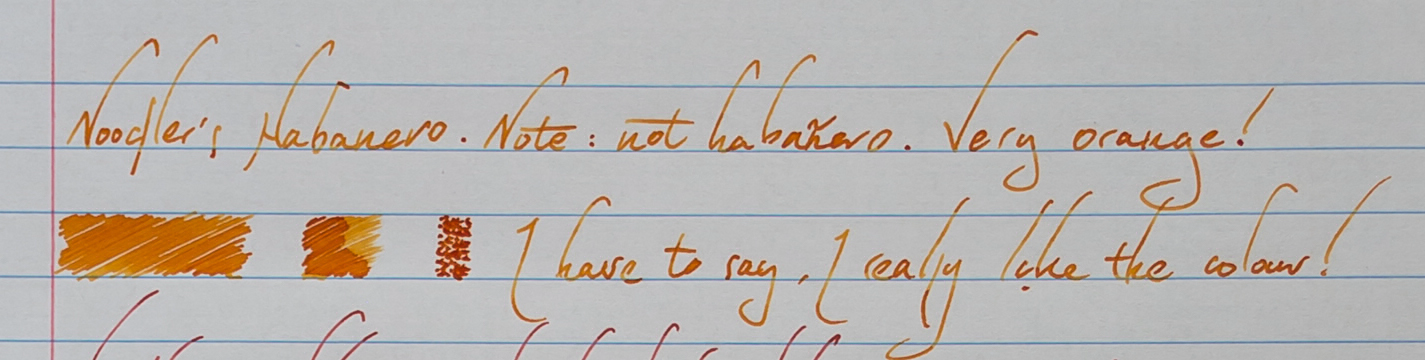 Noodler's Habanero. Note: not habañero. Very orange!
I have to say, I really like the colour!